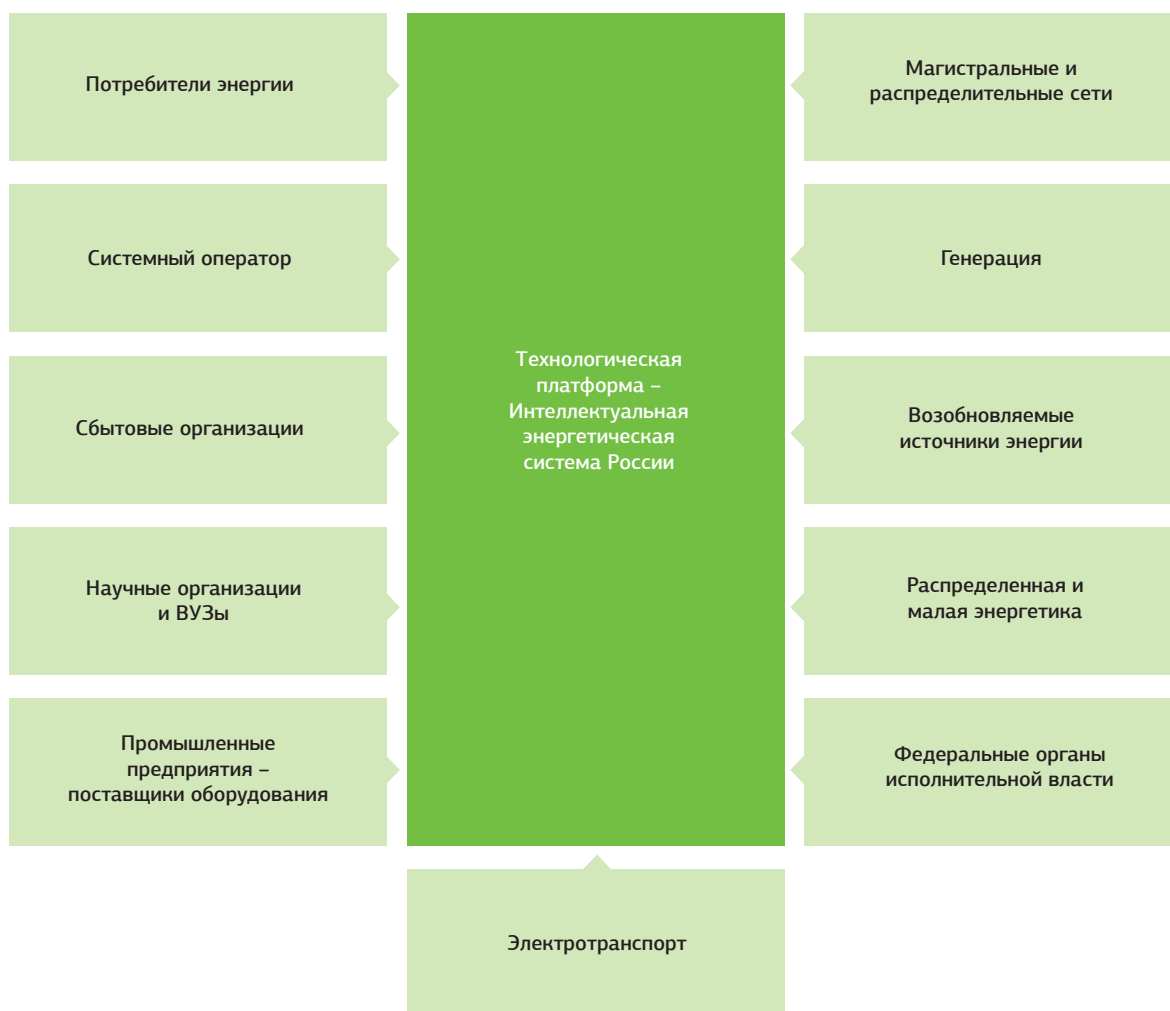 Потребители энергии
Магистральные и
распределительные сети
Системный оператор
Генерация
Технологическая
платформа –
Интеллектуальная
энергетическая
система России
Сбытовые организации
Возобновляемые
источники энергии
Научные организации
и ВУЗы
Распределенная и
малая энергетика
Промышленные
предприятия –
поставщики оборудования
Федеральные органы
исполнительной власти
Электротранспорт